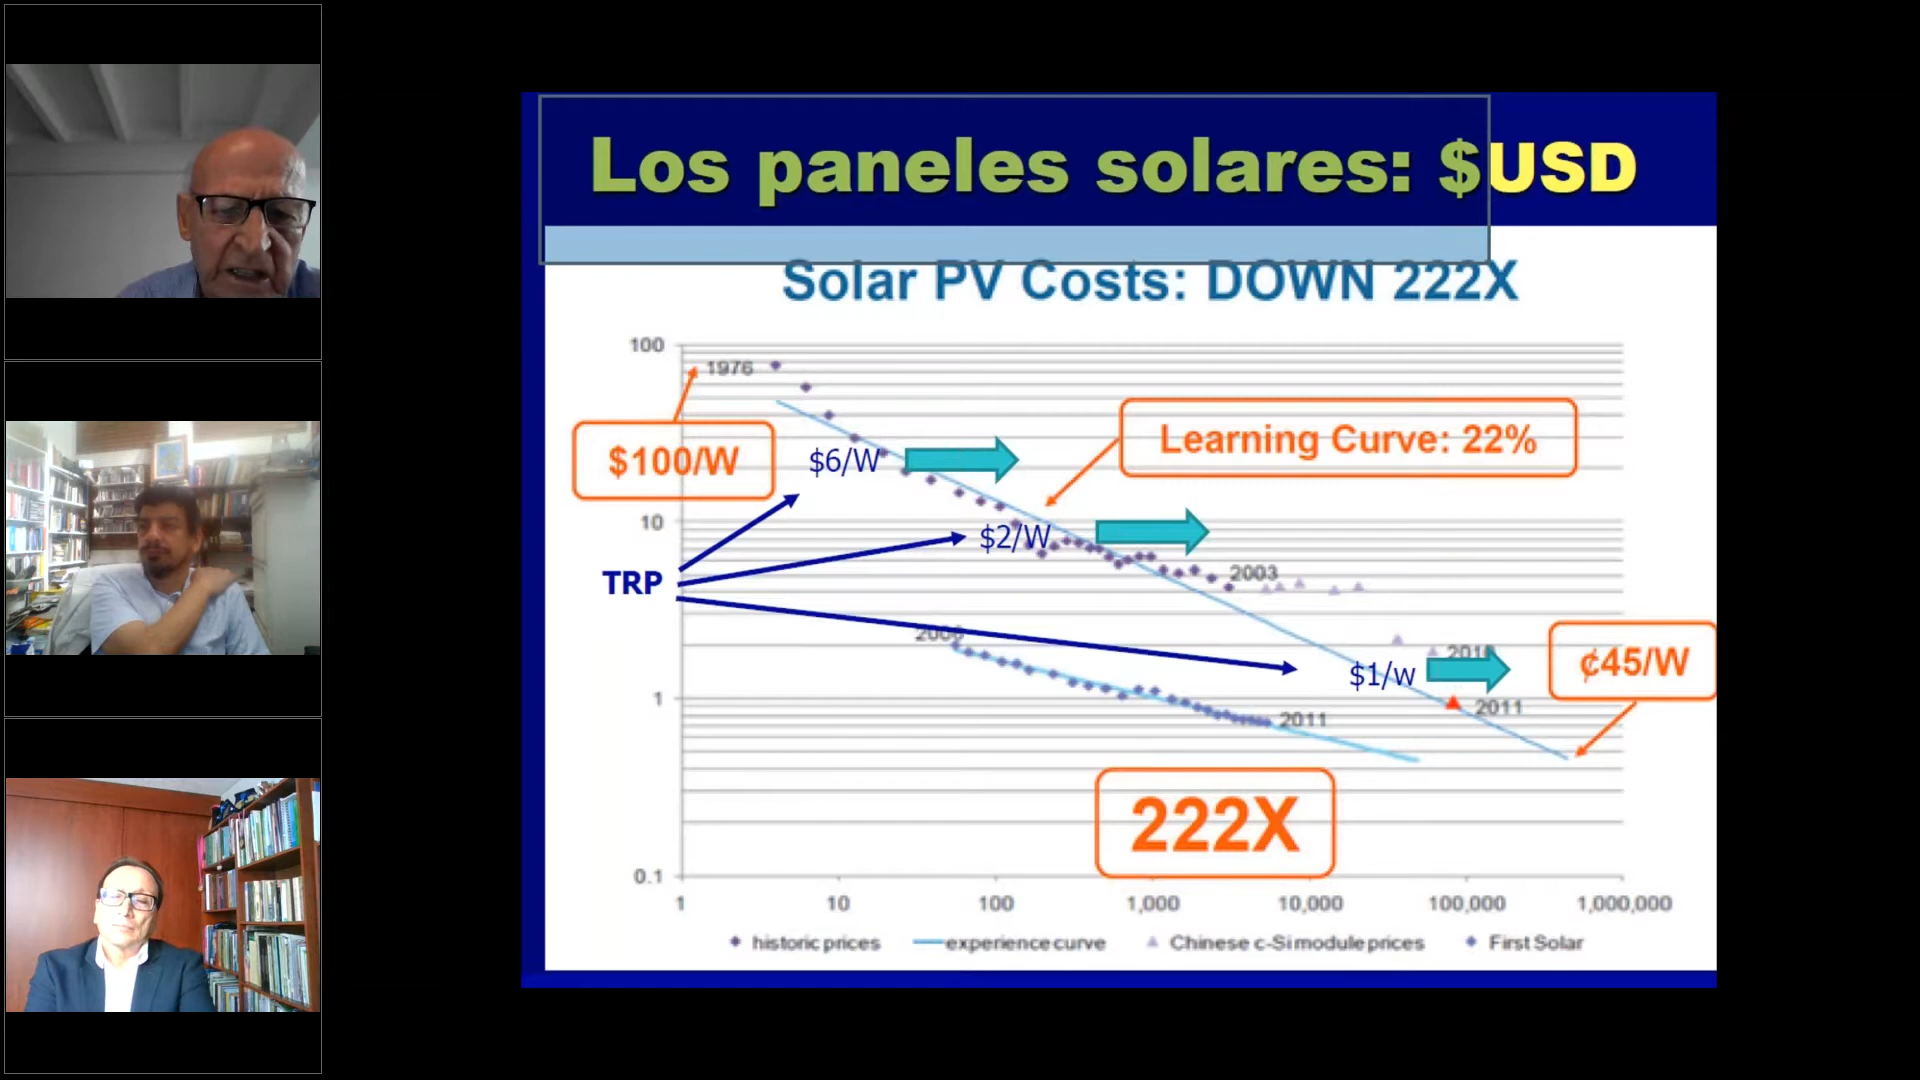 Los paneles solares: $USD
Solar PV Costs: DOWN 222X
100
1976
Learning Curve: 22%
$100/W
$6/W
10
$2/W
2003
TRP
2006
2010
¢45/W
$1/w
1
2011
2011
222X
0.1
1 10 100 1,000 10,000 100,000 1,000,000
historic prices experience curve Chinese c-Si module prices First Solar